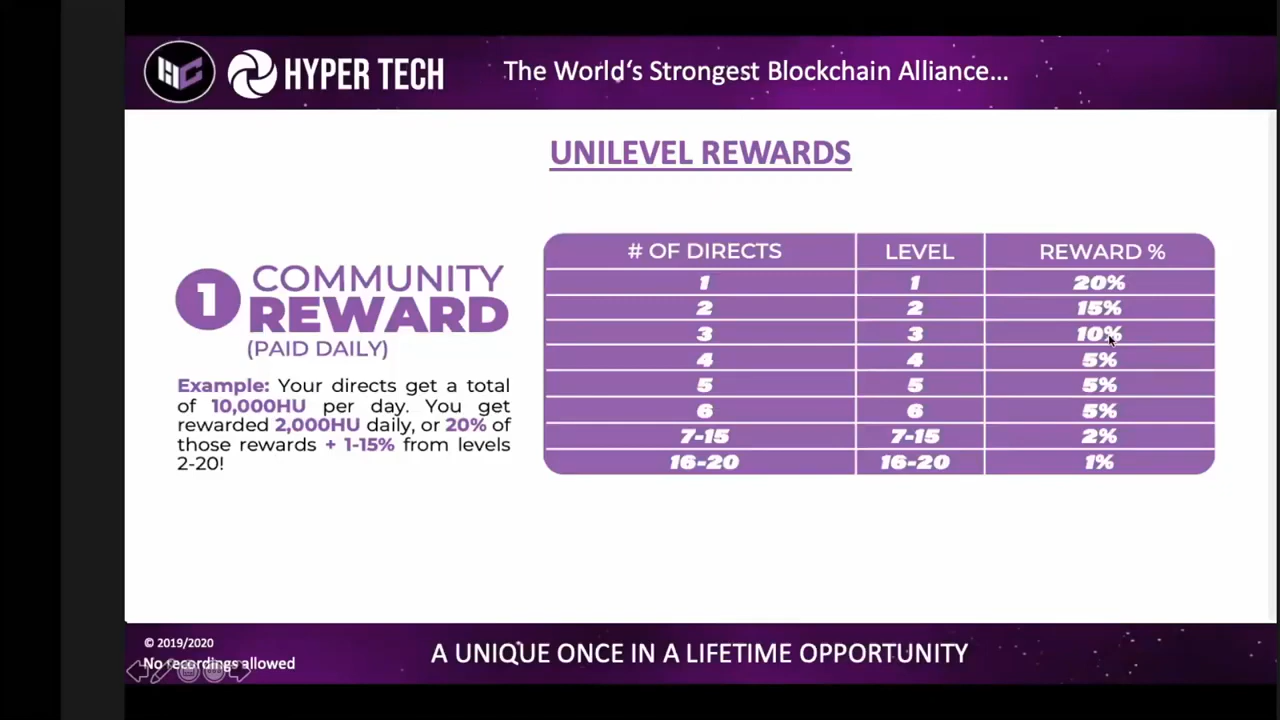 HC HYPER TECH The World‘s Strongest Blockchain Alliance...
UNILEVEL REWARDS
1 COMMUNITY
REWARD
(PAID DAILY)
Example: Your directs get a total
of 10,000HU per day. You get
rewarded 2,000HU daily, or 20% of
those rewards + 1-15% from levels
2-20!
# OF DIRECTS LEVEL REWARD %
1 1 20%
2 2 15%
3 3 10%
4 4 5%
5 5 5%
6 6 5%
7-15 7-15 2%
16-20 16-20 1%
© 2019/2020
No recordings allowed
A UNIQUE ONCE IN A LIFETIME OPPORTUNITY